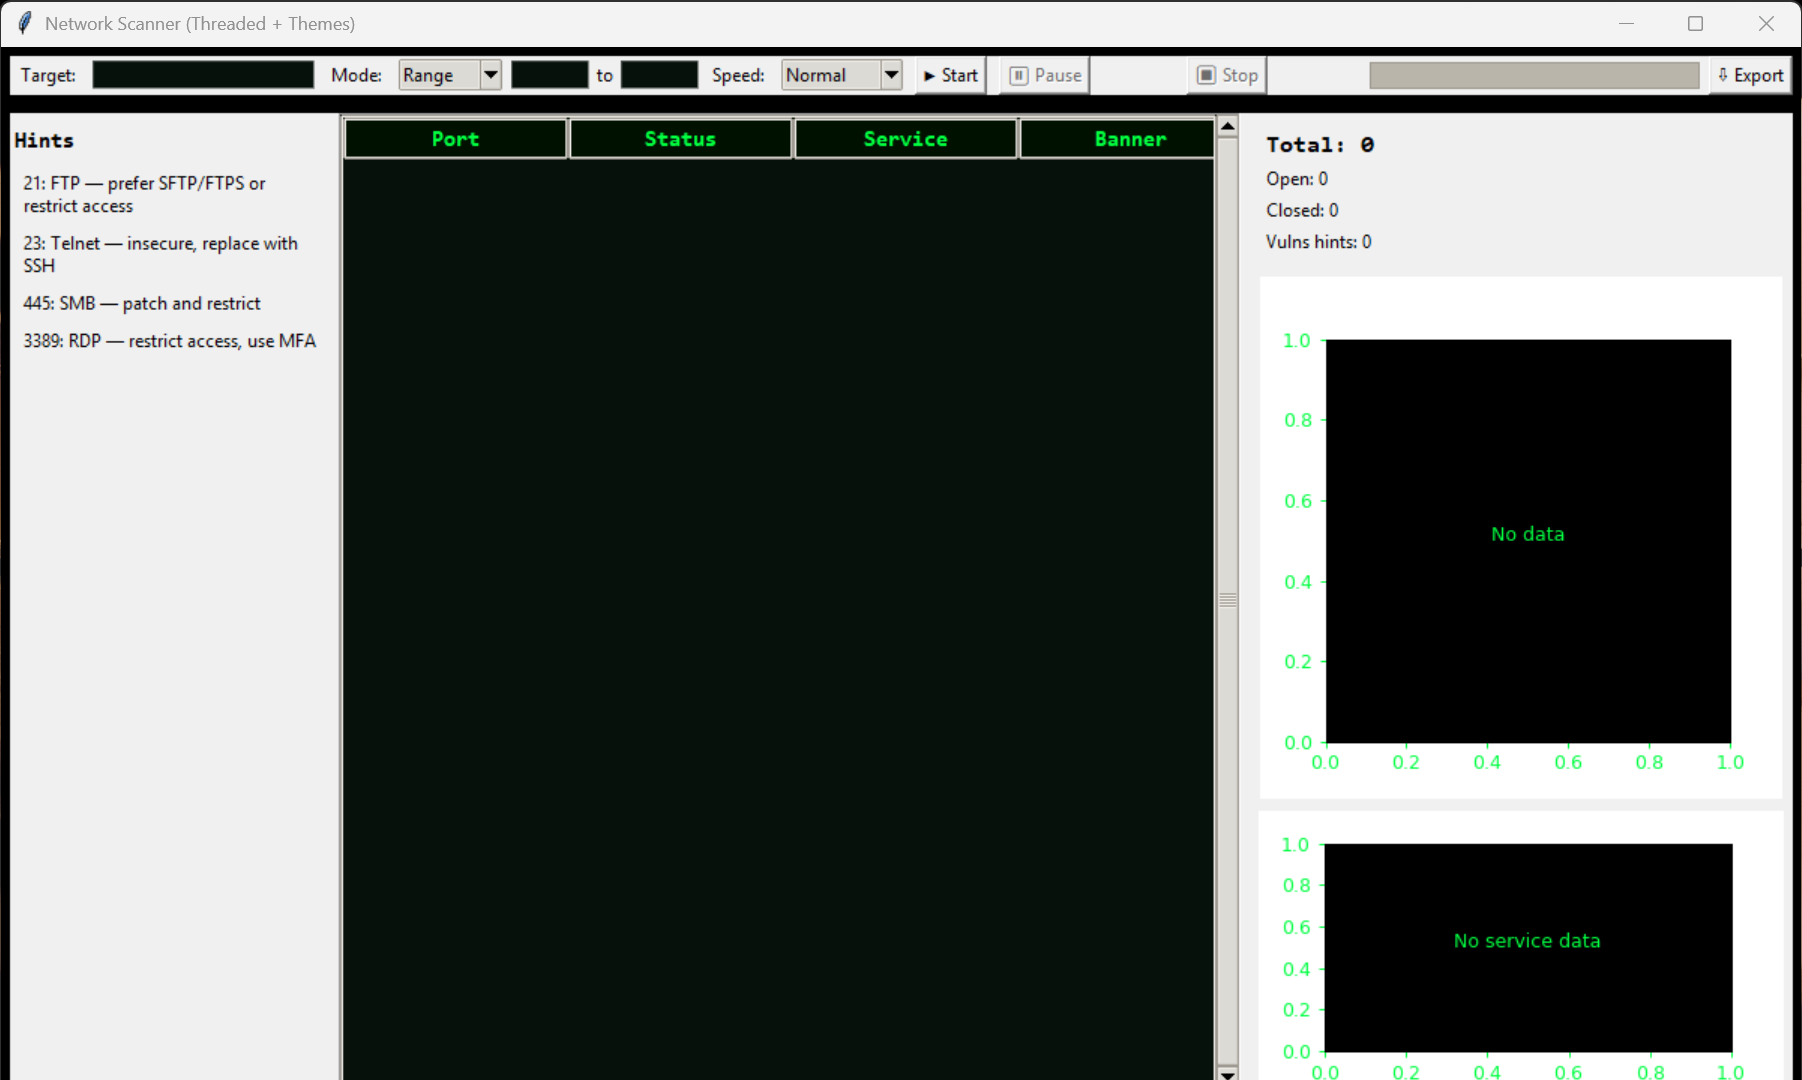 Network Scanner (Threaded + Themes)
Target: Mode: Range to Speed: Normal Start Pause Stop Export
Hints
21: FTP — prefer SFTP/FTPS or
restrict access
23: Telnet — insecure, replace with
SSH
445: SMB — patch and restrict
3389: RDP — restrict access, use MFA
Port Status Service Banner
Total: 0
Open: 0
Closed: 0
Vulns hints: 0
1.0
0.8
0.6
No data
0.4
0.2
0.0
0.0 0.2 0.4 0.6 0.8 1.0
1.0
0.8
0.6
No service data
0.4
0.2
0.0
0.0 0.2 0.4 0.6 0.8 1.0